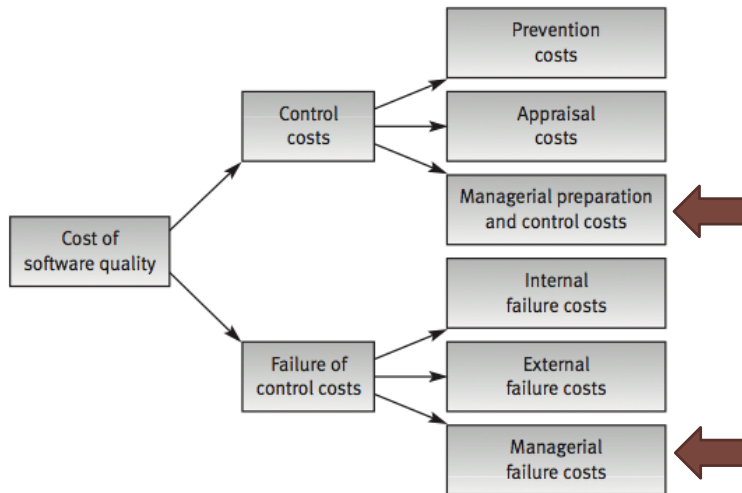 Prevention
costs
Control
costs
Appraisal
costs
Managerial preparation
and control costs
Cost of
software quality
Internal
failure costs
Failure of
control costs
External
failure costs
Managerial
failure costs